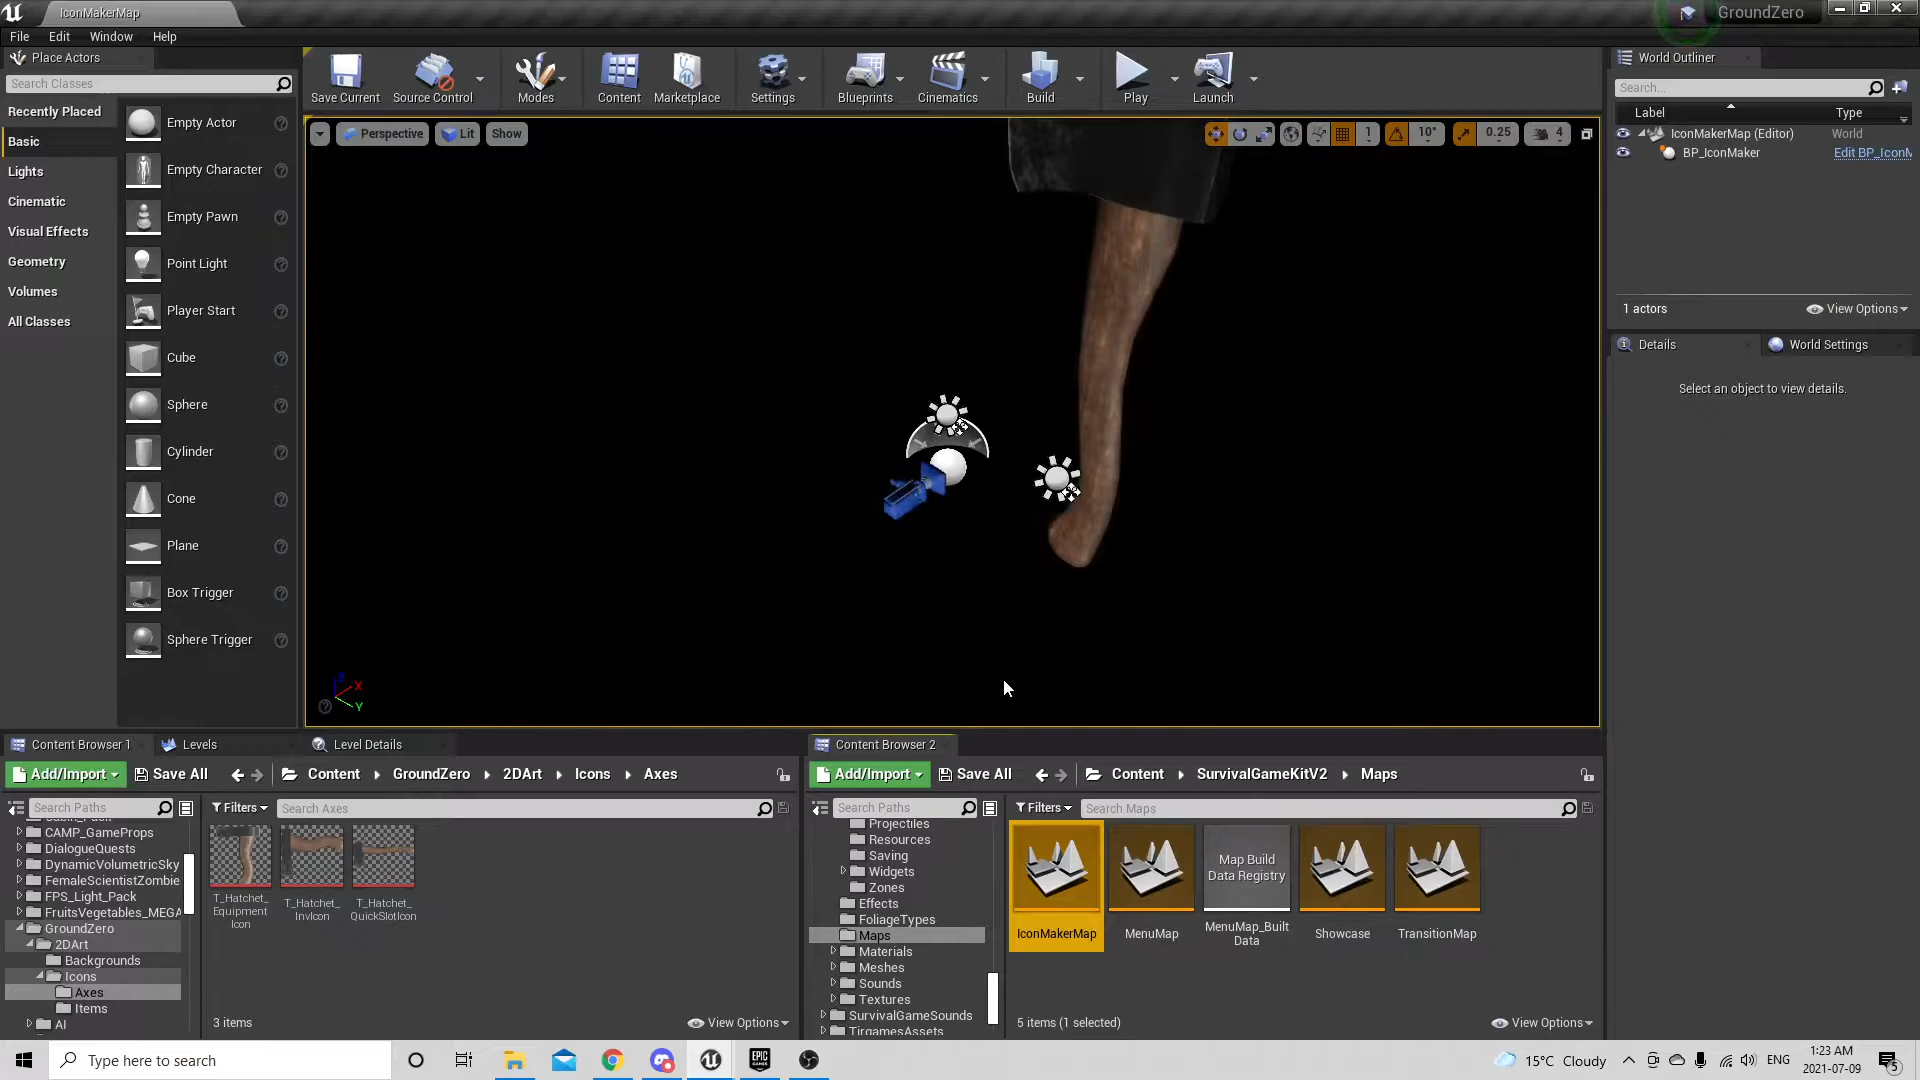 IconMakerMap
GroundZero
File Edit Window Help
Place Actors
Search Classes
Recently Placed
Basic
Lights
Cinematic
Visual Effects
Geometry
Volumes
All Classes
Empty Actor
Empty Character
Empty Pawn
Point Light
Player Start
Cube
Sphere
Cylinder
Cone
Plane
Box Trigger
Sphere Trigger
Save Current
Source Control
Modes
Content
Marketplace
Settings
Blueprints
Cinematics
Build
Play
Launch
Perspective Lit Show
1 10° 0.25 4
X
Y
World Outliner
Search...
Label Type
IconMakerMap (Editor) World
BP_IconMaker Edit BP_IconM
1 actors View Options
Details World Settings
Select an object to view details.
Content Browser 1 Levels Level Details
Add/Import Save All Content GroundZero 2DArt Icons Axes
Search Paths Filters Search Axes
CAMP_GameProps
DialogueQuests
DynamicVolumetricSky
FemaleScientistZombie
FPS_Light_Pack
FruitsVegetables_MEGA
GroundZero
2DArt
Backgrounds
Icons
Axes
Items
AI
T_Hatchet_
Equipment
Icon
T_Hatchet_
InvIcon
T_Hatchet_
QuickSlotIcon
3 items View Options
Content Browser 2
Add/Import Save All Content SurvivalGameKitV2 Maps
Search Paths Filters Search Maps
Projectiles
Resources
Saving
Widgets
Zones
Effects
FoliageTypes
Maps
Materials
Meshes
Sounds
Textures
SurvivalGameSounds
TirgamesAssets
IconMakerMap
MenuMap
Map Build
Data Registry
MenuMap_Built
Data
Showcase
TransitionMap
5 items (1 selected) View Options
Type here to search
EPIC
GAMES
15°C Cloudy
ENG
1:23 AM
2021-07-09
5